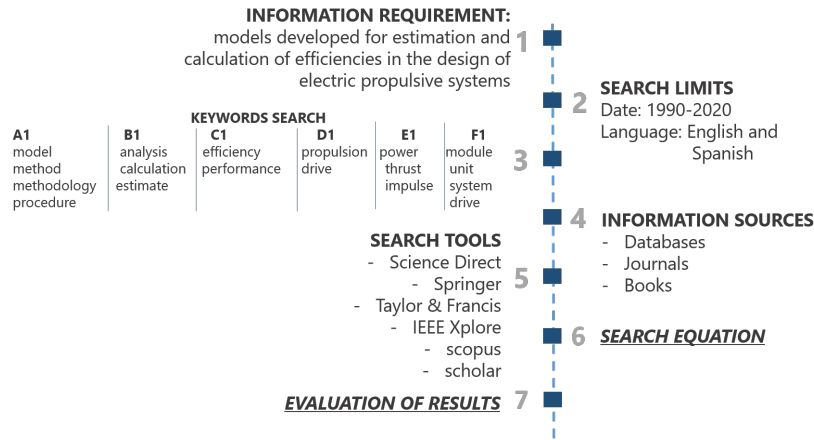 INFORMATION REQUIREMENT:
models developed for estimation and
calculation of efficiencies in the design of
electric propulsive systems
1
2
SEARCH LIMITS
Date: 1990-2020
Language: English and
Spanish
KEYWORDS SEARCH
A1 B1 C1 D1 E1 F1
model analysis efficiency propulsion power module
method calculation performance drive thrust unit
methodology estimate impulse system
procedure drive
3
4
INFORMATION SOURCES
- Databases
- Journals
- Books
SEARCH TOOLS
- Science Direct
- Springer
- Taylor & Francis
- IEEE Xplore
- scopus
- scholar
5
6
SEARCH EQUATION
EVALUATION OF RESULTS
7